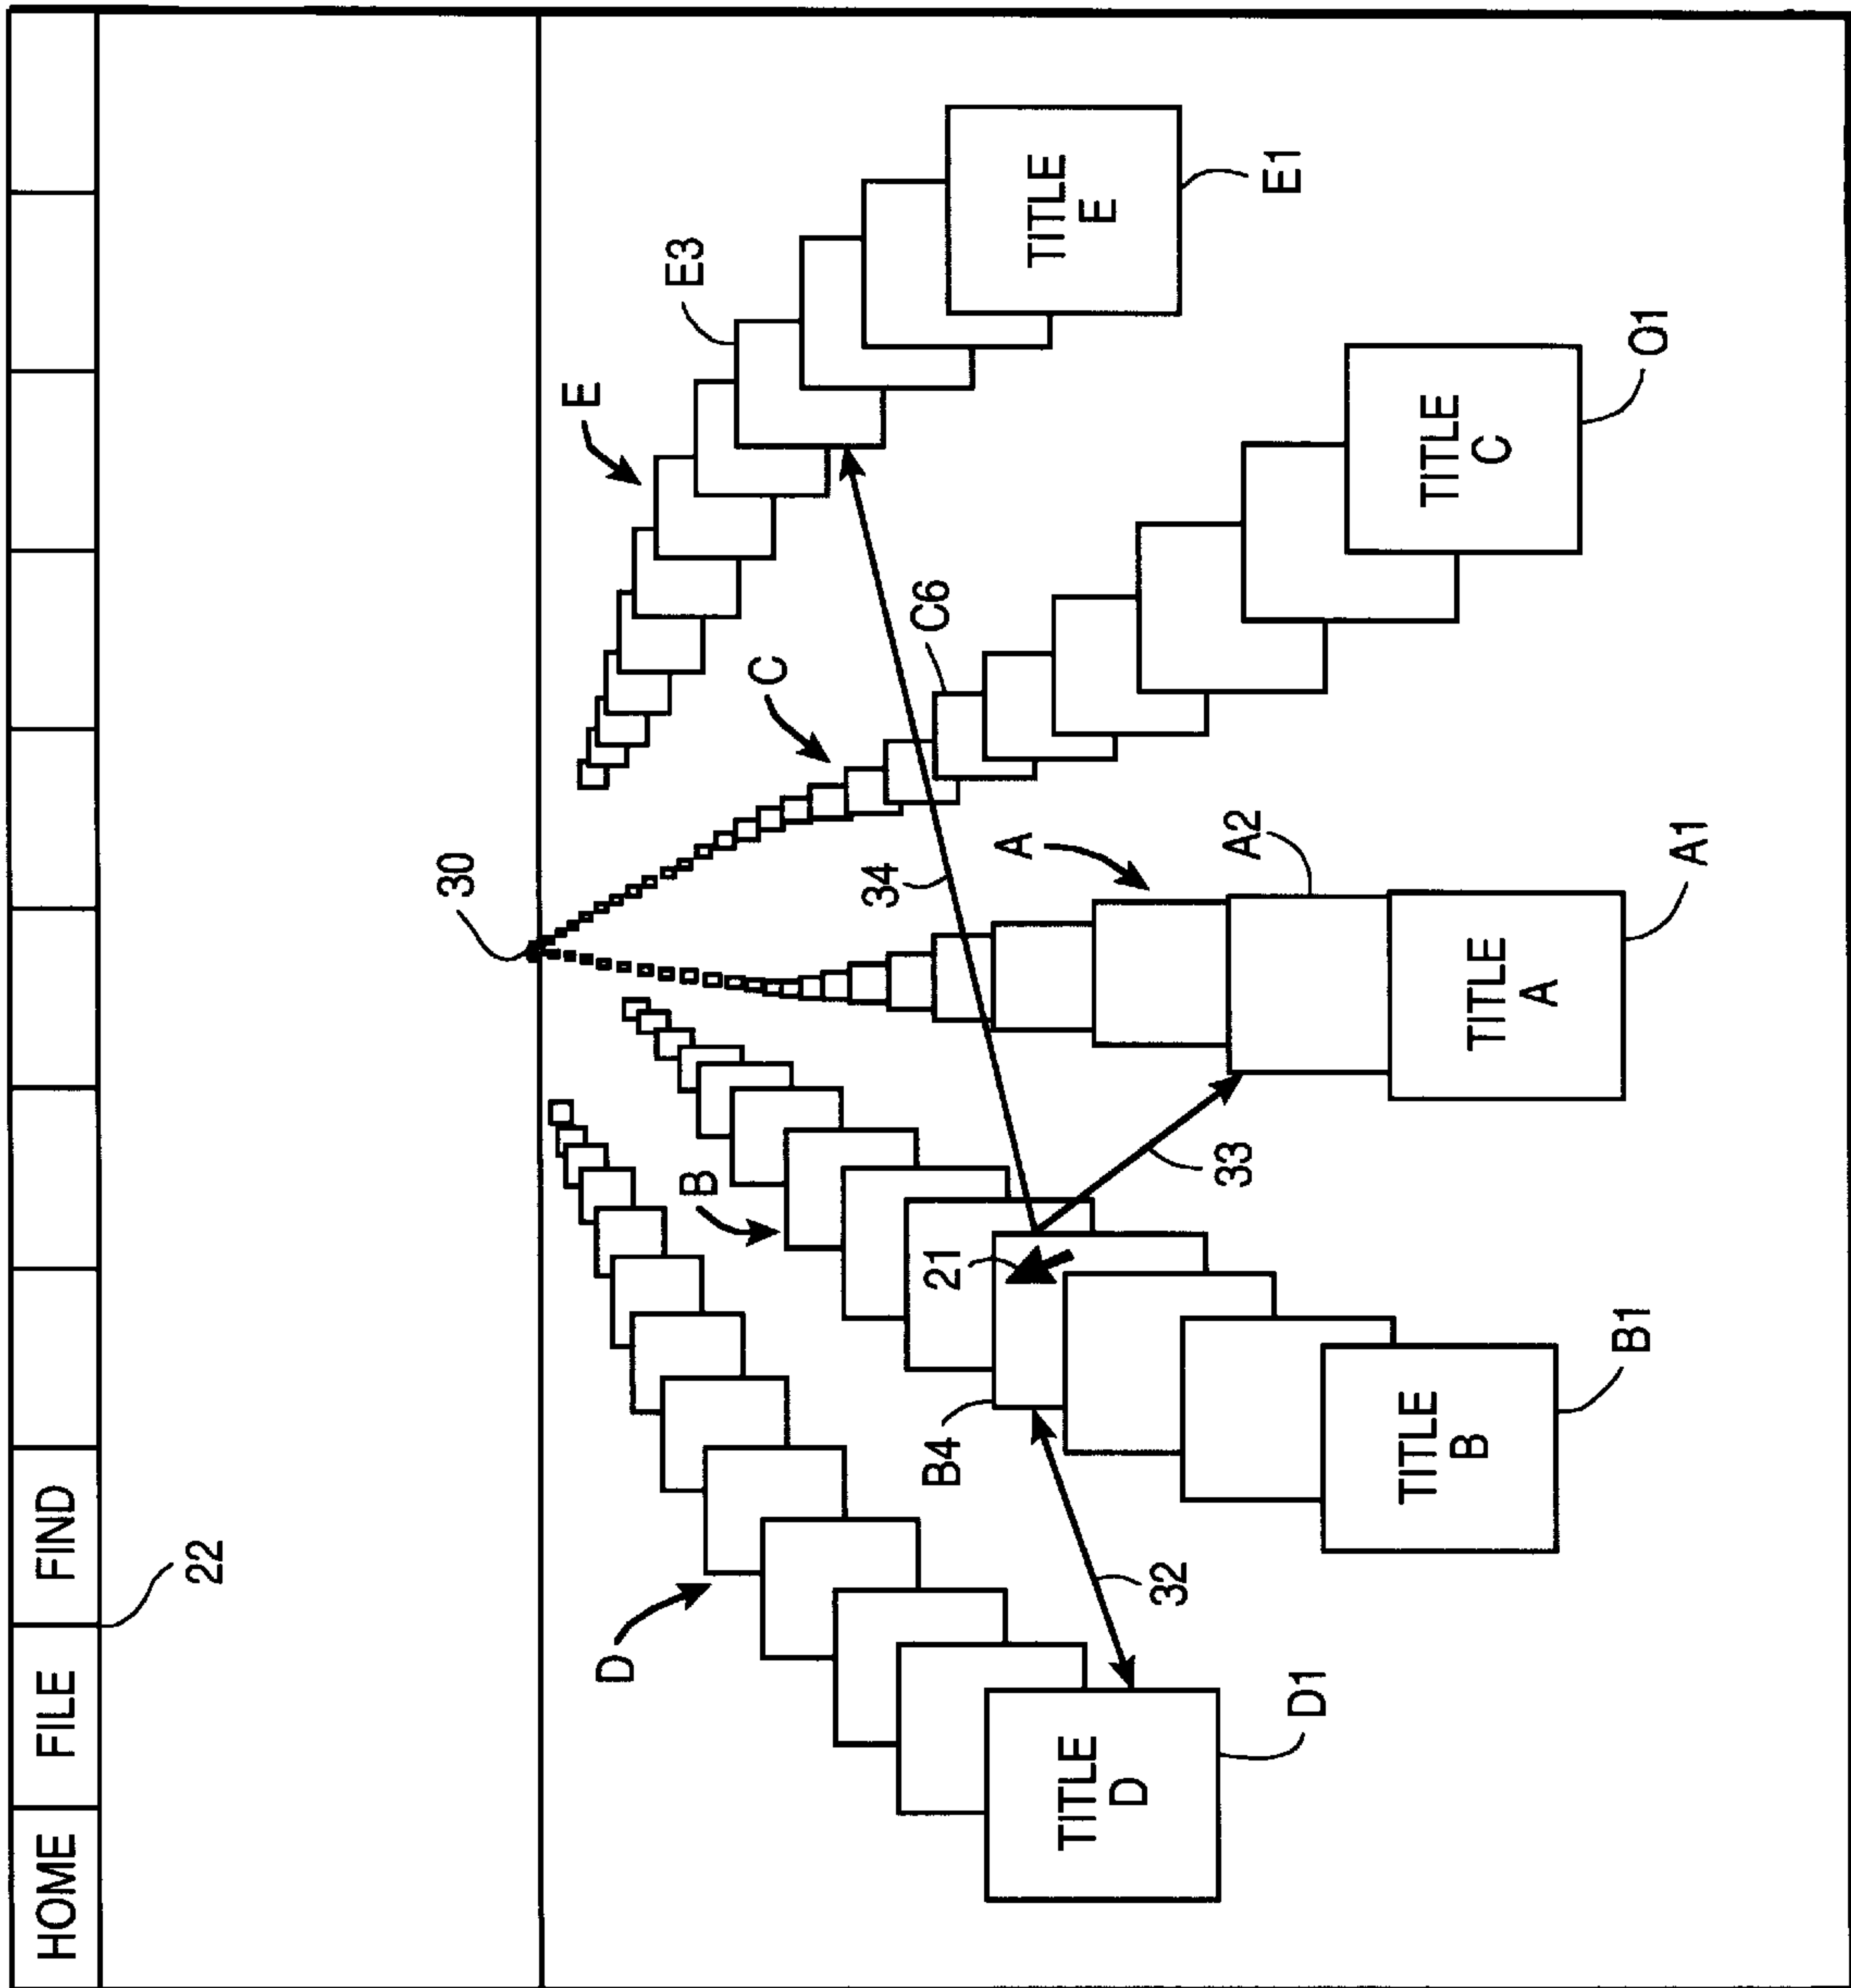 HOME FILE FIND
22
30
E
E3
D
B
C
C6
34
A
21
B4
A2
33
32
TITLE
E
E1
TITLE
D
D1
TITLE
B
B1
TITLE
A
A1
TITLE
C
O1